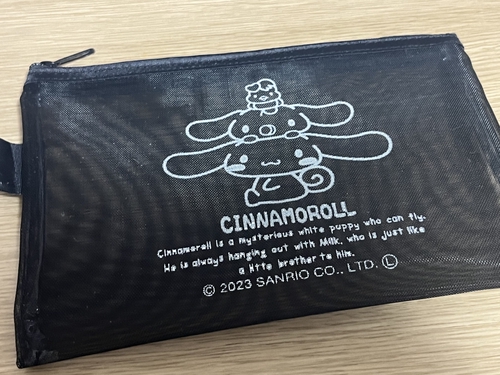 CINNAMOROLL
Cinnamoroll is a mysterious white puppy who can fly.
He is always hanging out with Milk, who is just like
a litte brother to him.
© 2023 SANRIO CO., LTD. Ⓛ